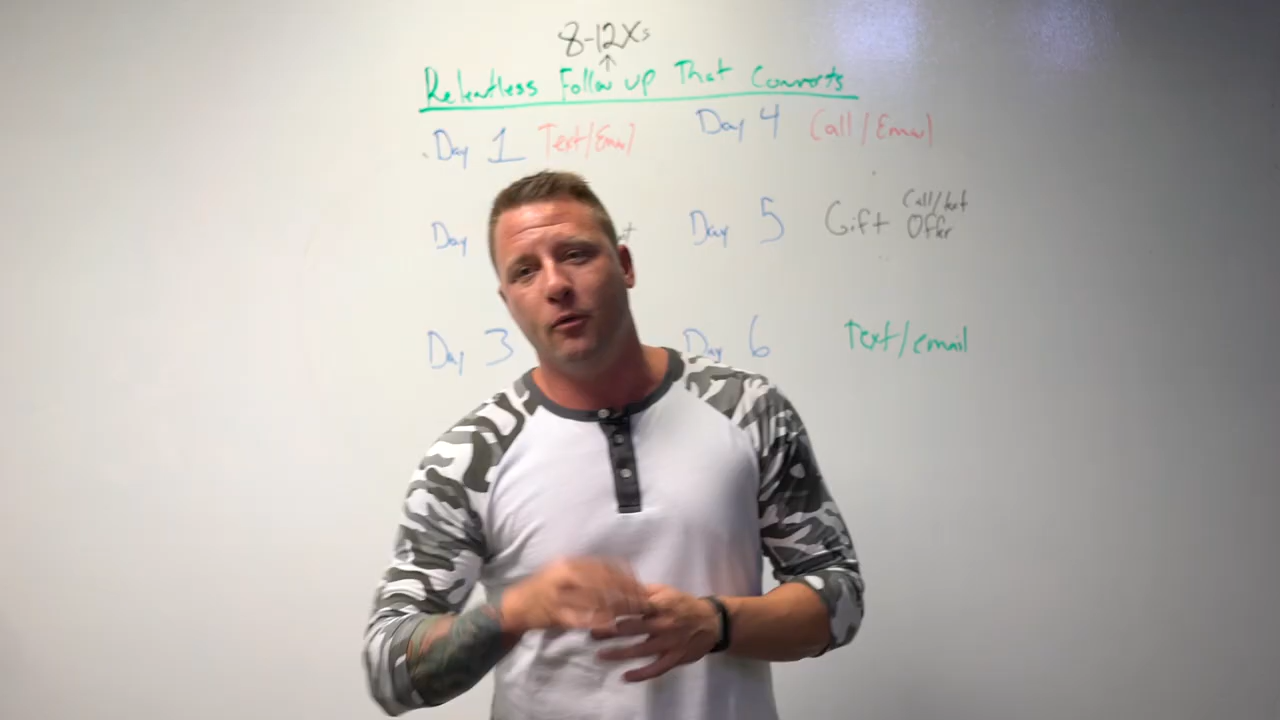 8-12Xs
Relentless Follow up That Converts
Day 1 Text/Email
Day 4 Call/Email
Day
Day 5 Gift Call/text Offer
Day 3
Day 6 Text/email